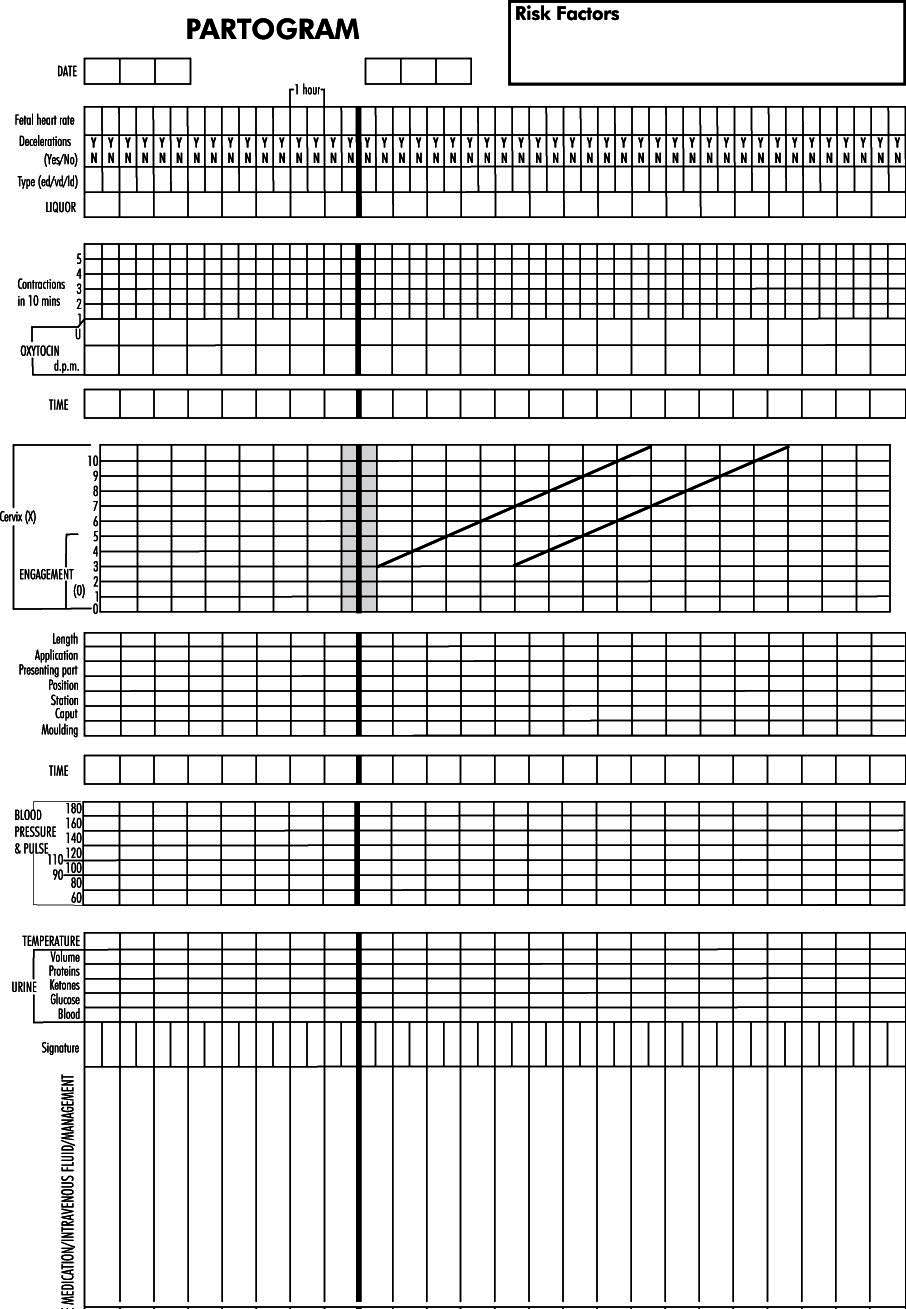 PARTOGRAM
Risk Factors
DATE
1 hour
Fetal heart rate
Decelerations Y Y Y Y Y Y Y Y Y Y Y Y Y Y Y Y Y Y Y Y Y Y Y Y Y Y Y Y Y Y Y Y Y Y Y Y Y Y Y Y Y Y Y Y Y Y Y Y
(Yes/No) N N N N N N N N N N N N N N N N N N N N N N N N N N N N N N N N N N N N N N N N N N N N N N N N
Type (ed/vd/ld)
LIQUOR
Contractions
in 10 mins
5
4
3
2
1
OXYTOCIN
U
d.p.m.
TIME
Cervix (X)
ENGAGEMENT
(0)
10
9
8
7
6
5
4
3
2
1
0
Length
Application
Presenting part
Position
Station
Caput
Moulding
TIME
BLOOD
PRESSURE
& PULSE
180
160
140
120
110
100
90
80
60
TEMPERATURE
URINE
Volume
Proteins
Ketones
Glucose
Blood
Signature
/MEDICATION/INTRAVENOUS FLUID/MANAGEMENT